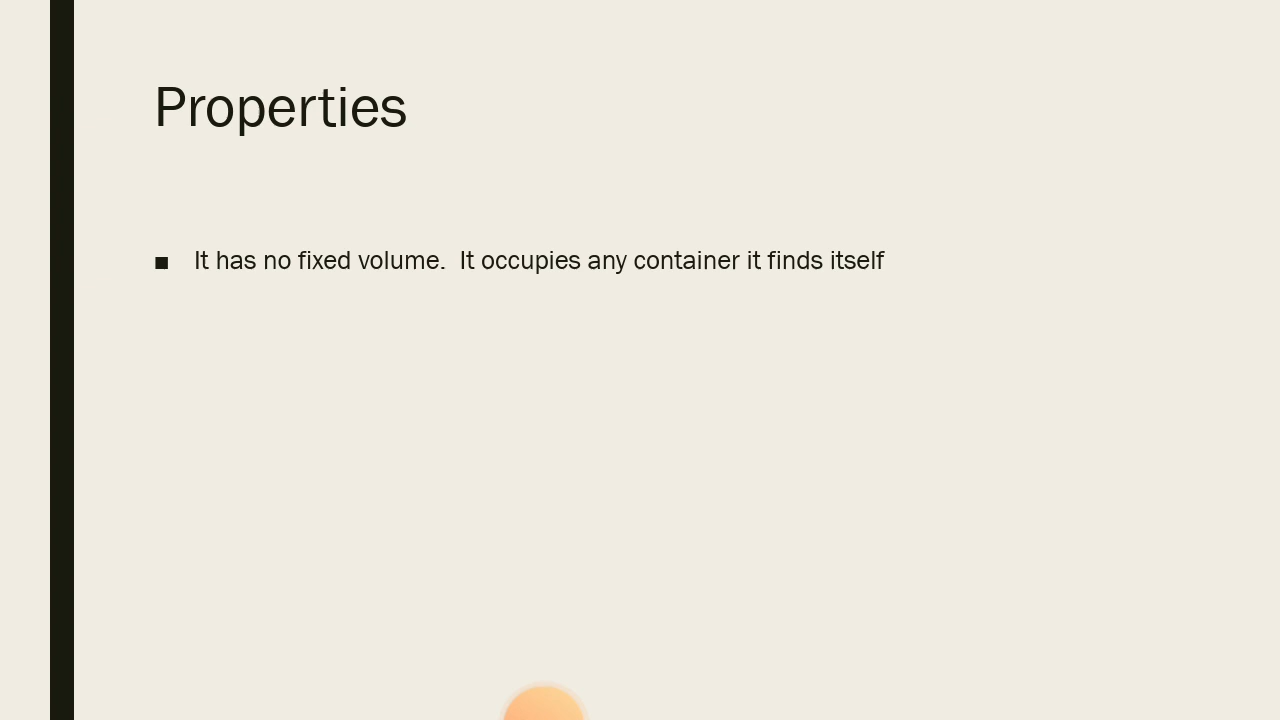 Properties
▪ It has no fixed volume.  It occupies any container it finds itself